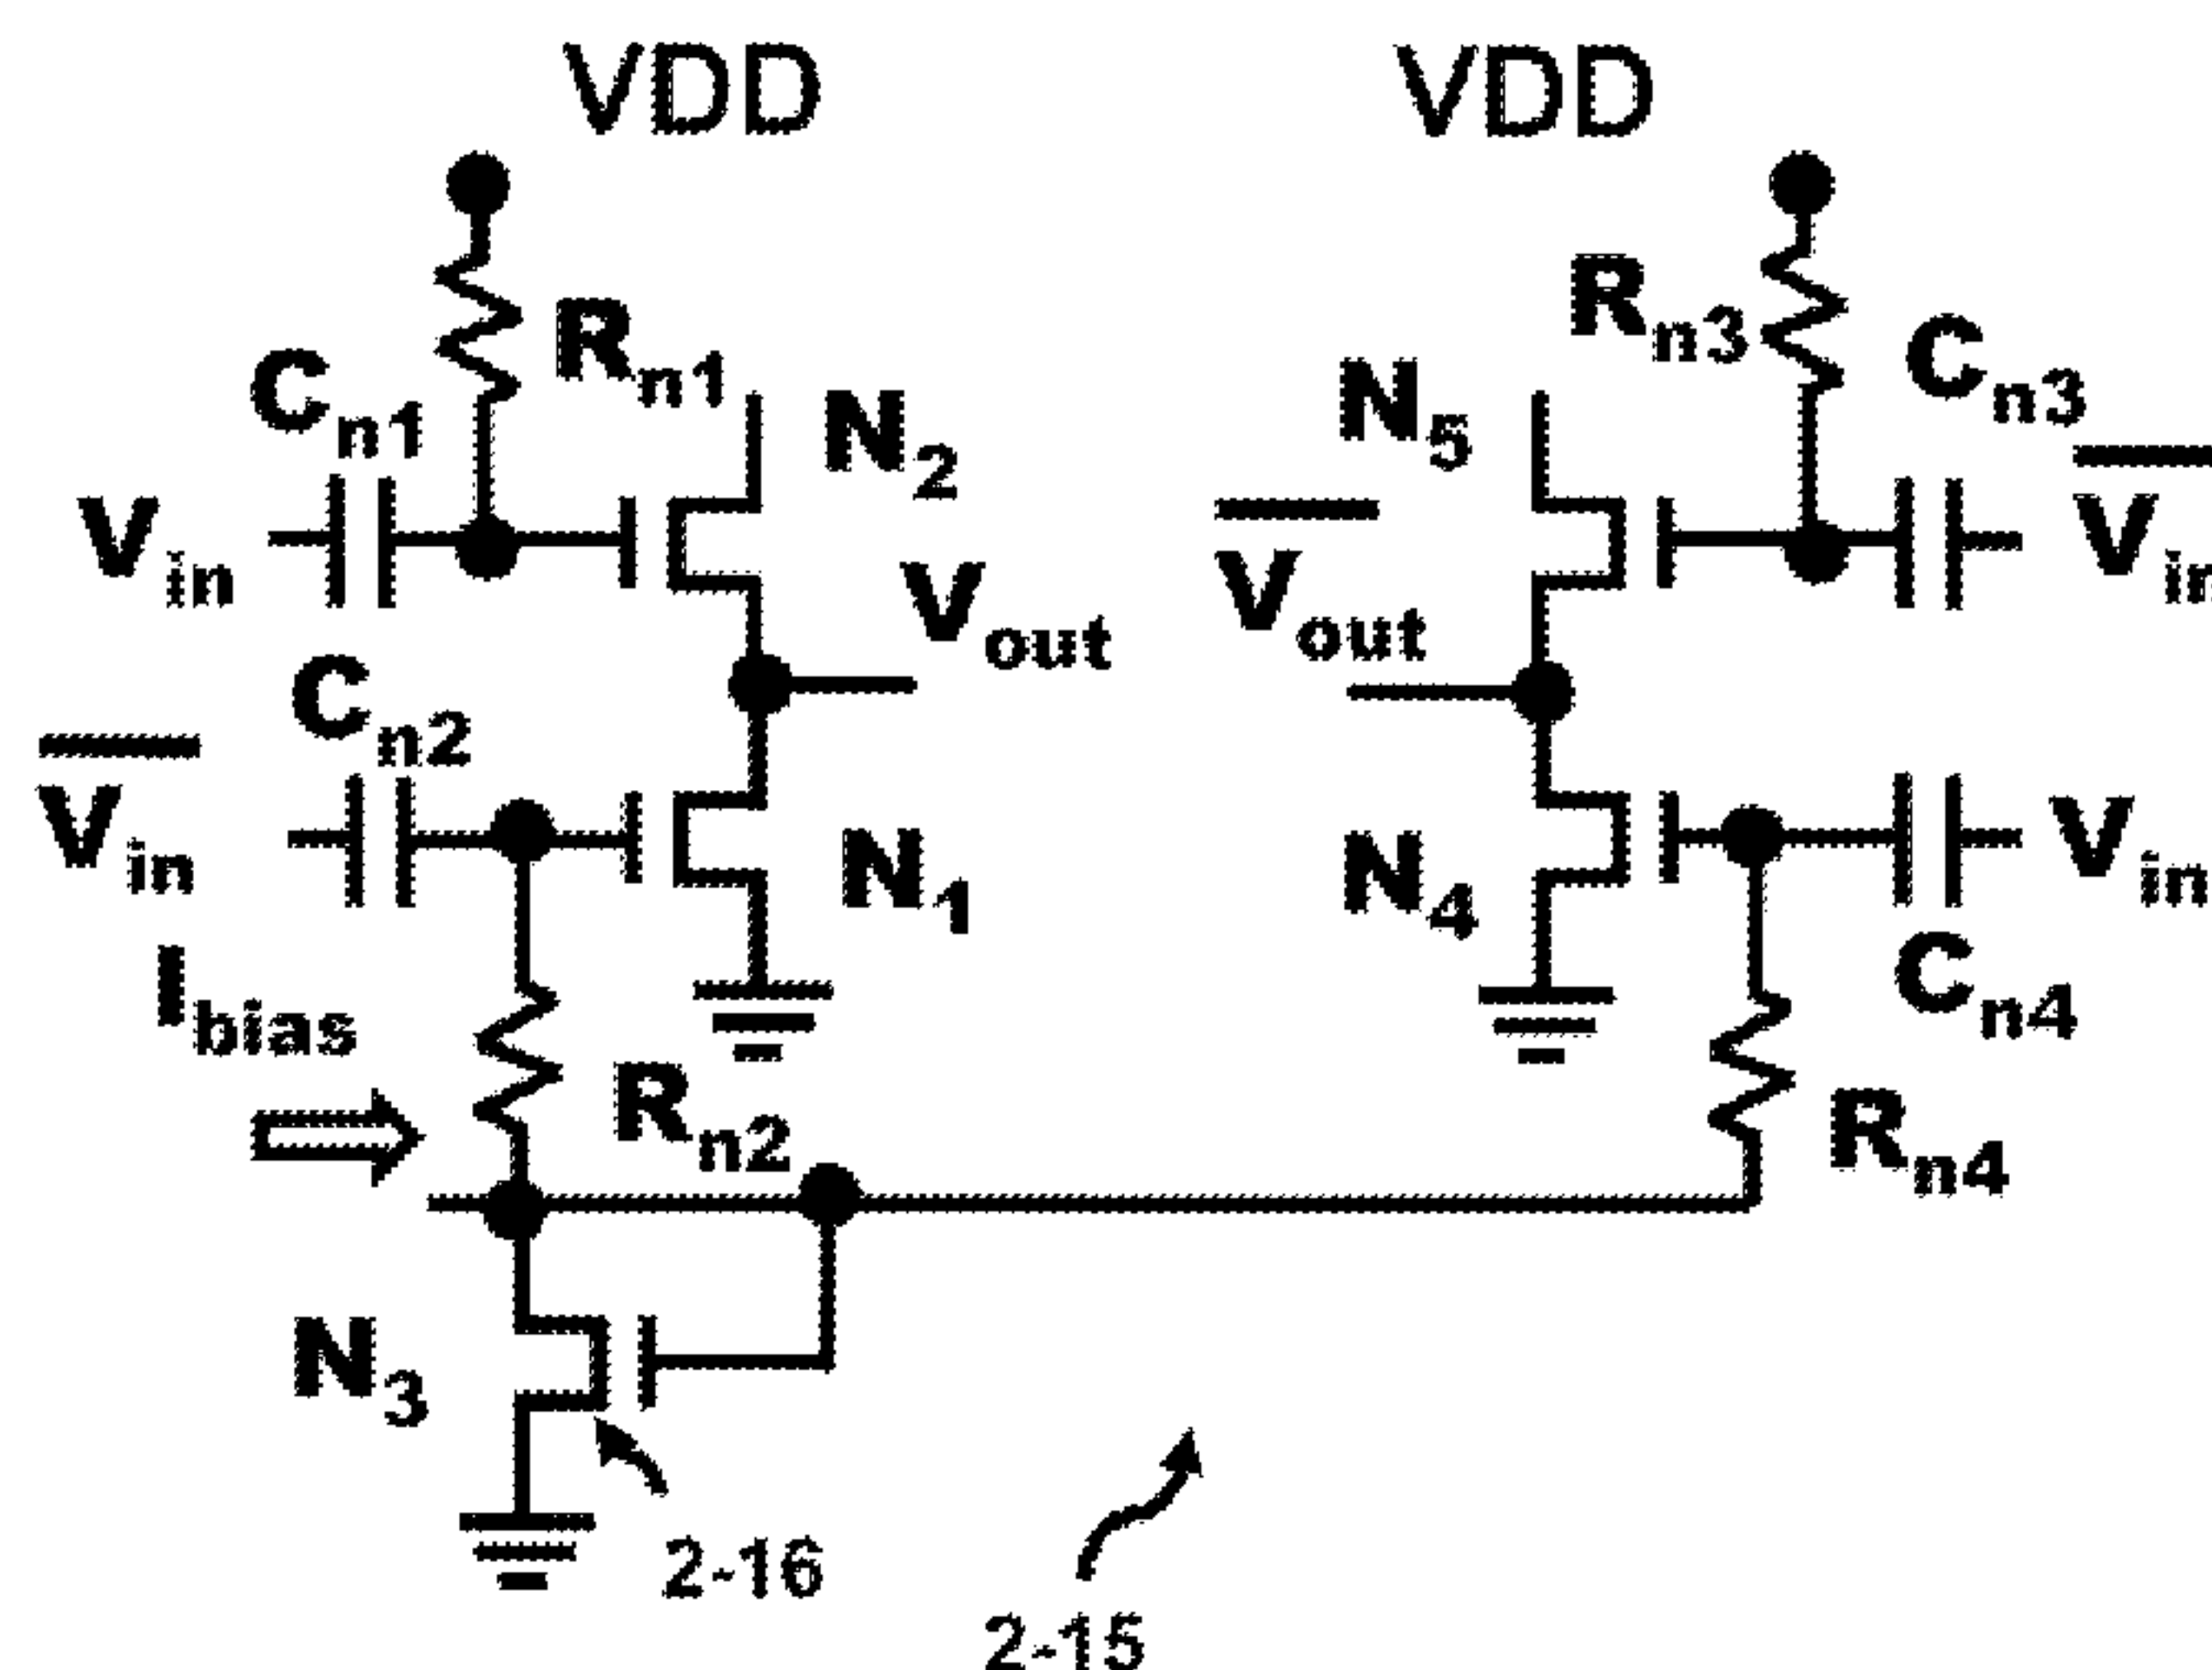 VDD
VDD
Rn1
Rn3
Cn1
Cn3
N2
N5
Vin
Vout
Vout
Vin
Cn2
Vin
N1
N4
Vin
Cn4
Ibias
Rn2
Rn4
N3
2-16
2-15